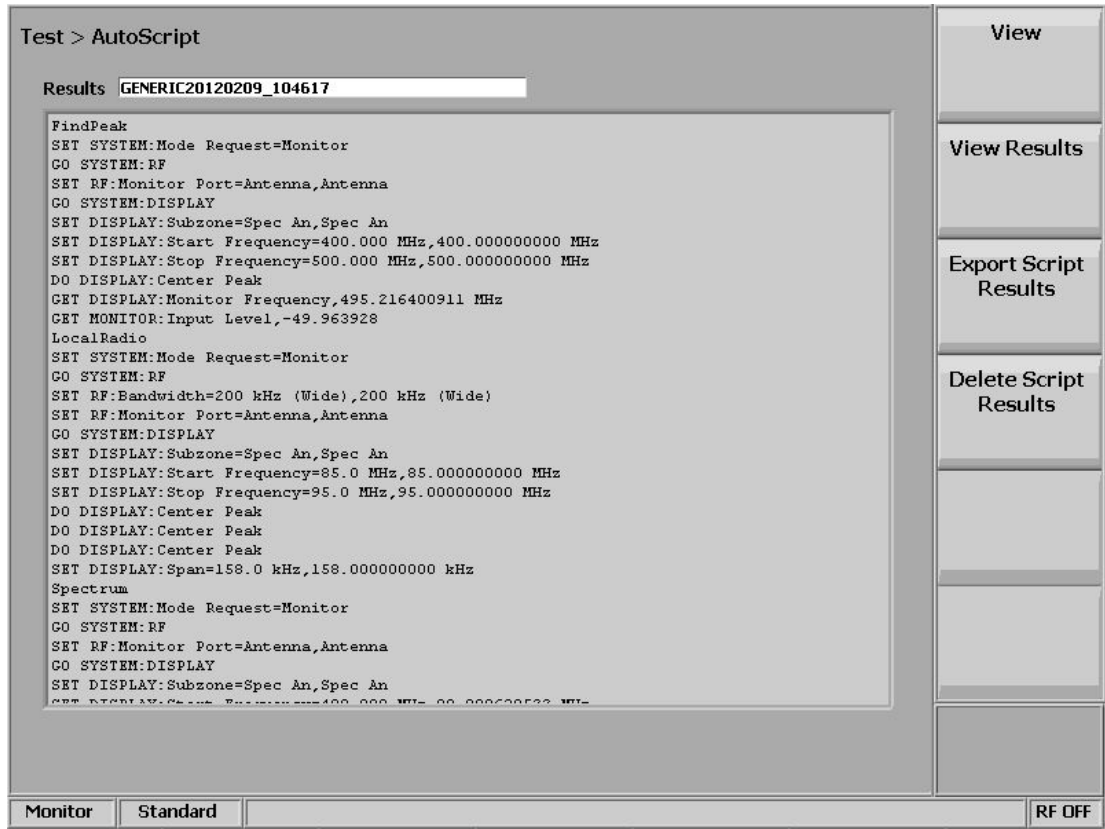 Test > AutoScript
Results GENERIC20120209_104617
FindPeak
SET SYSTEM:Mode Request=Monitor
GO SYSTEM:RF
SET RF:Monitor Port=Antenna,Antenna
GO SYSTEM:DISPLAY
SET DISPLAY:Subzone=Spec An,Spec An
SET DISPLAY:Start Frequency=400.000 MHz,400.000000000 MHz
SET DISPLAY:Stop Frequency=500.000 MHz,500.000000000 MHz
DO DISPLAY:Center Peak
GET DISPLAY:Monitor Frequency,495.216400911 MHz
GET MONITOR:Input Level,-49.963928
LocalRadio
SET SYSTEM:Mode Request=Monitor
GO SYSTEM:RF
SET RF:Bandwidth=200 kHz (Wide),200 kHz (Wide)
SET RF:Monitor Port=Antenna,Antenna
GO SYSTEM:DISPLAY
SET DISPLAY:Subzone=Spec An,Spec An
SET DISPLAY:Start Frequency=85.0 MHz,85.000000000 MHz
SET DISPLAY:Stop Frequency=95.0 MHz,95.000000000 MHz
DO DISPLAY:Center Peak
DO DISPLAY:Center Peak
DO DISPLAY:Center Peak
SET DISPLAY:Span=158.0 kHz,158.000000000 kHz
Spectrum
SET SYSTEM:Mode Request=Monitor
GO SYSTEM:RF
SET RF:Monitor Port=Antenna,Antenna
GO SYSTEM:DISPLAY
SET DISPLAY:Subzone=Spec An,Spec An
SET DISPLAY:Start
View
View Results
Export Script
Results
Delete Script
Results
Monitor Standard RF OFF